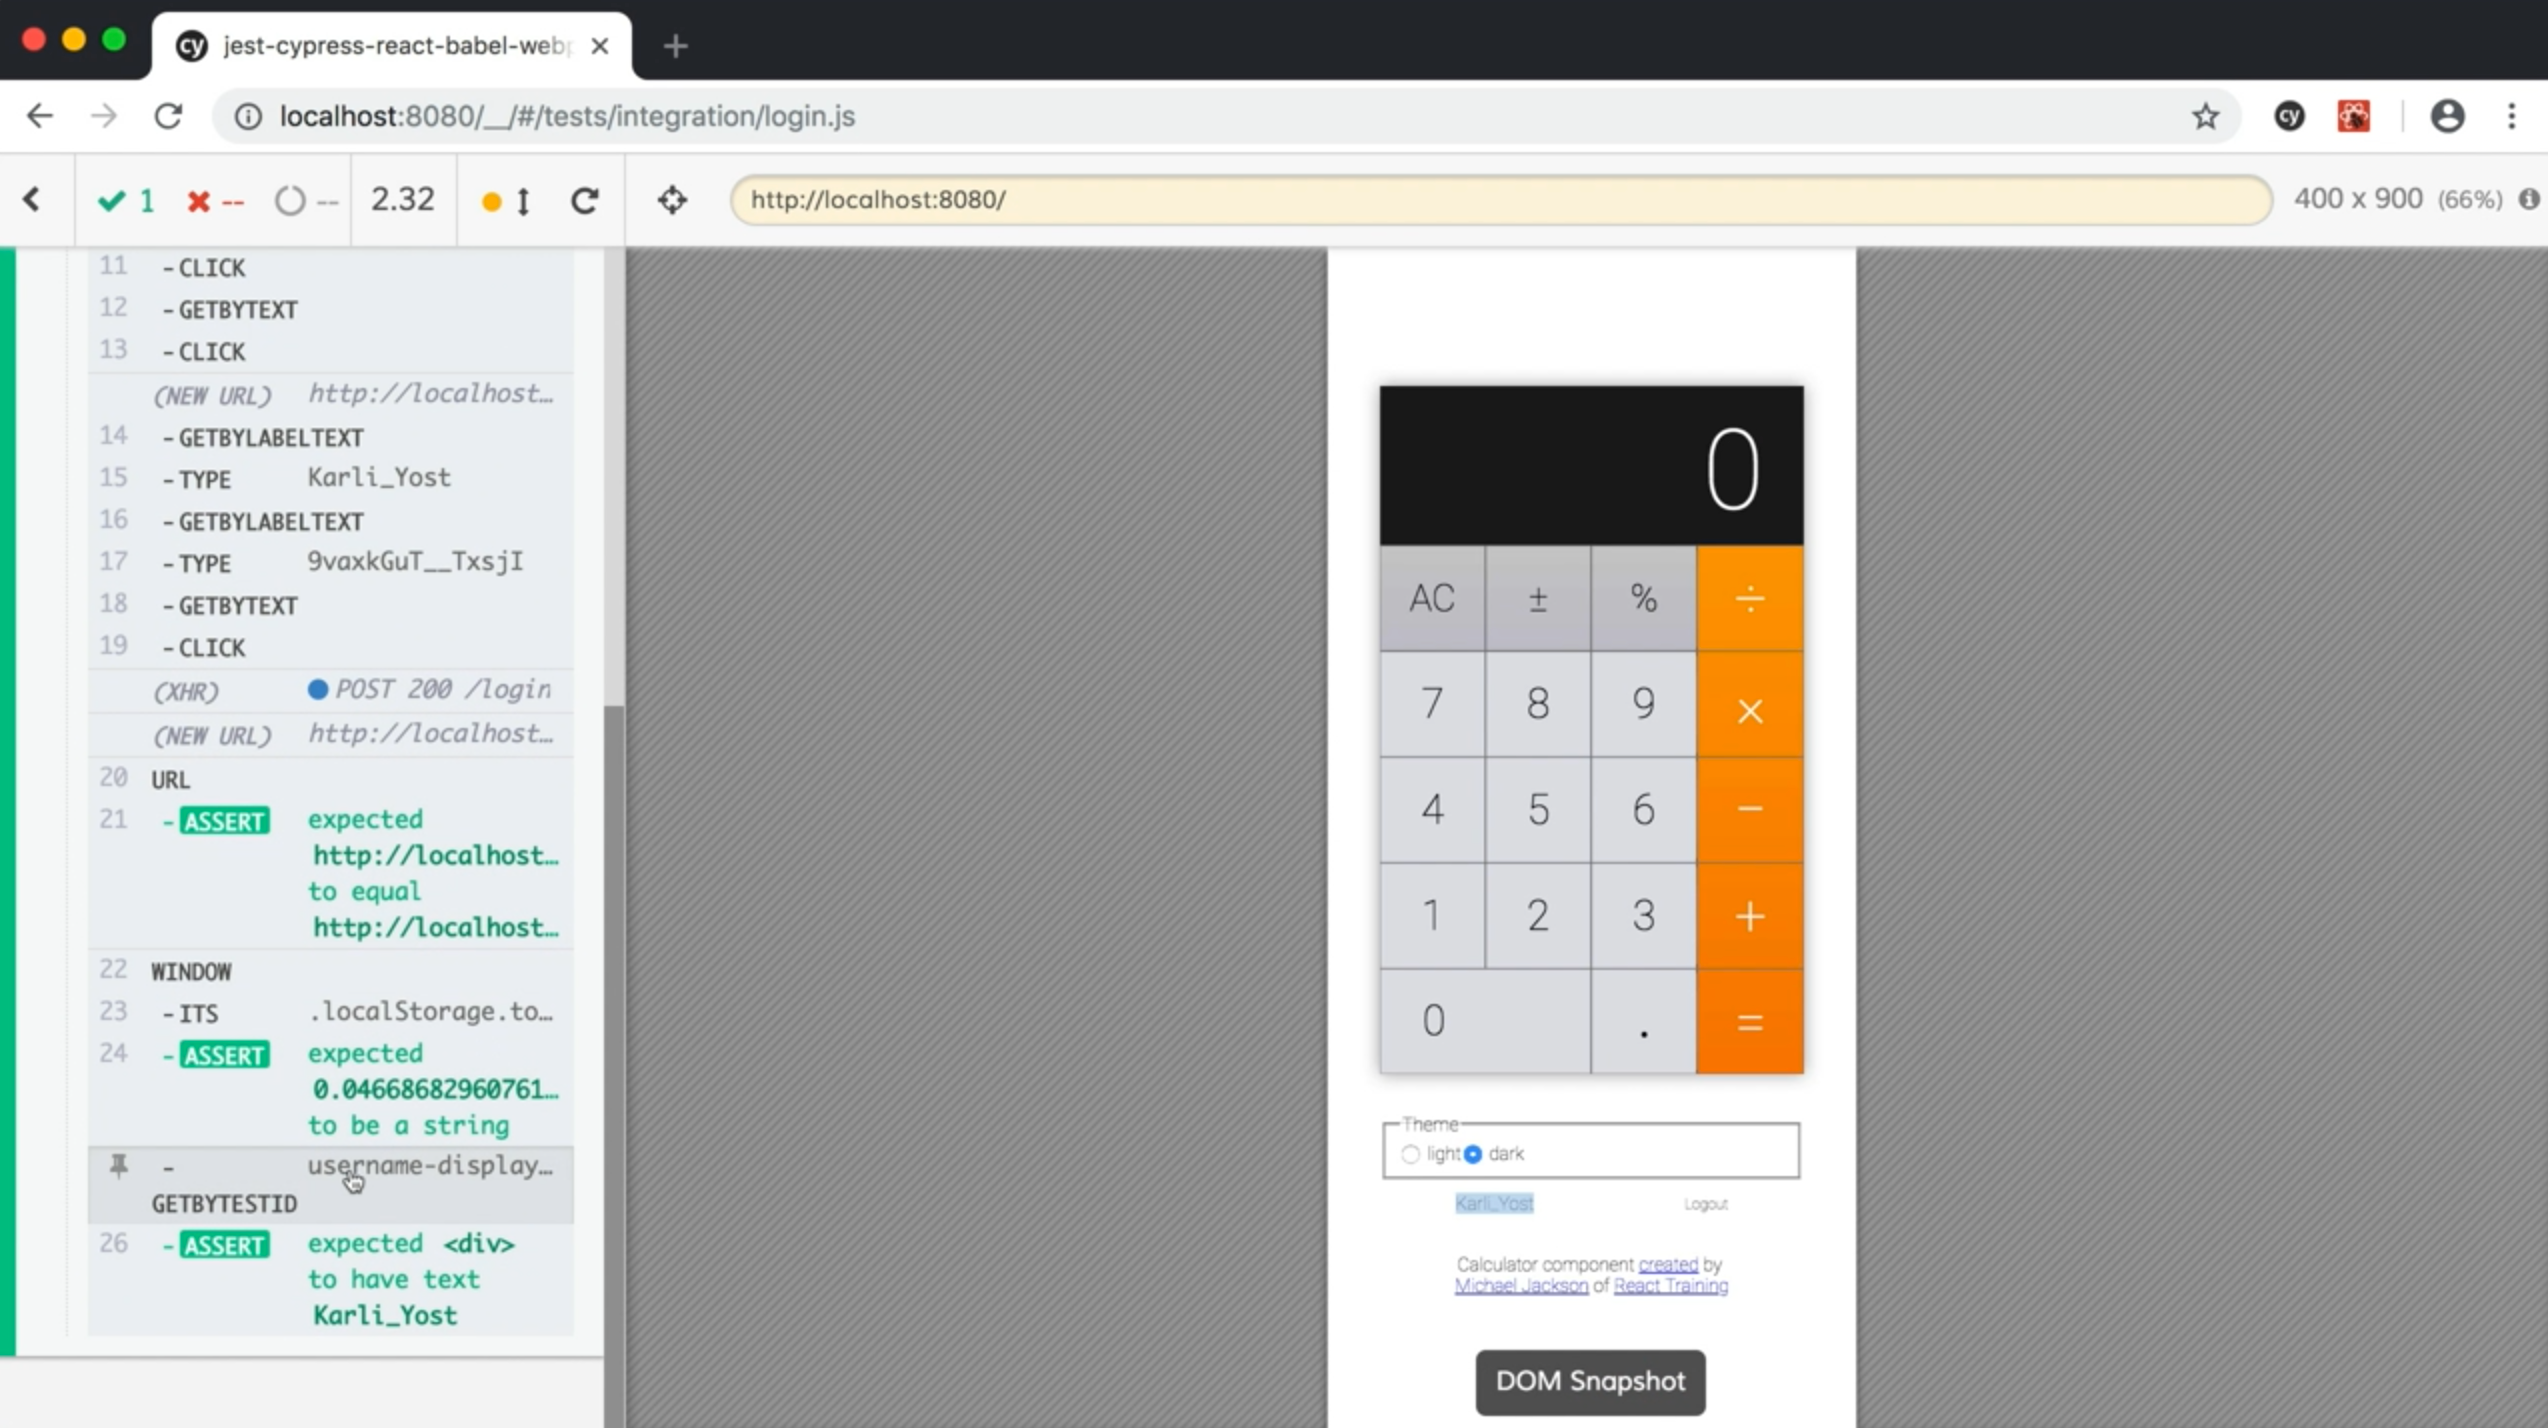 cy jest-cypress-react-babel-webp
localhost:8080/__/#/tests/integration/login.js
cy
1 -- -- 2.32
http://localhost:8080/
400 x 900 (66%)
11 -CLICK
12 -GETBYTEXT
13 -CLICK
(NEW URL) http://localhost…
14 -GETBYLABELTEXT
15 -TYPE Karli_Yost
16 -GETBYLABELTEXT
17 -TYPE 9vaxkGuT__TxsjI
18 -GETBYTEXT
19 -CLICK
(XHR) POST 200 /login
(NEW URL) http://localhost…
20 URL
21 -ASSERT expected
http://localhost…
to equal
http://localhost…
22 WINDOW
23 -ITS .localStorage.to…
24 -ASSERT expected
0.04668682960761…
to be a string
- username-display…
GETBYTESTID
26 -ASSERT expected <div>
to have text
Karli_Yost
0
AC ± % ÷
7 8 9 ×
4 5 6 −
1 2 3 +
0 . =
Theme
light dark
Karli_Yost Logout
Calculator component created by
Michael Jackson of React Training
DOM Snapshot